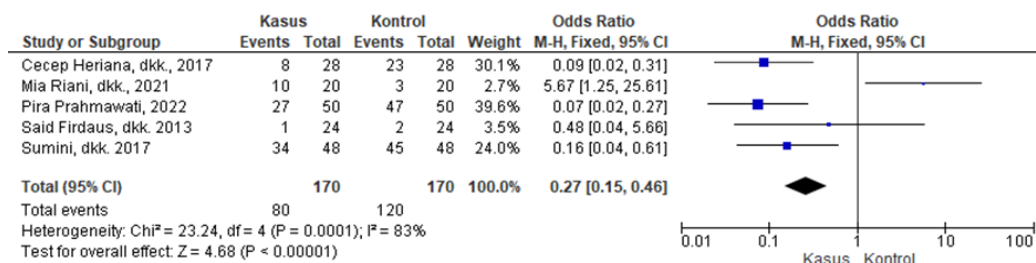 Kasus Kontrol Odds Ratio Odds Ratio
Study or Subgroup Events Total Events Total Weight M-H, Fixed, 95% CI M-H, Fixed, 95% CI
Cecep Heriana, dkk., 2017 8 28 23 28 30.1% 0.09 [0.02, 0.31]
Mia Riani, dkk., 2021 10 20 3 20 2.7% 5.67 [1.25, 25.61]
Pira Prahmawati, 2022 27 50 47 50 39.6% 0.07 [0.02, 0.27]
Said Firdaus, dkk. 2013 1 24 2 24 3.5% 0.48 [0.04, 5.66]
Sumini, dkk. 2017 34 48 45 48 24.0% 0.16 [0.04, 0.61]
Total (95% CI) 170 170 100.0% 0.27 [0.15, 0.46]
Total events 80 120
Heterogeneity: Chi² = 23.24, df = 4 (P = 0.0001); I² = 83%
Test for overall effect: Z = 4.68 (P < 0.00001)
0.01 0.1 1 10 100
Kasus Kontrol